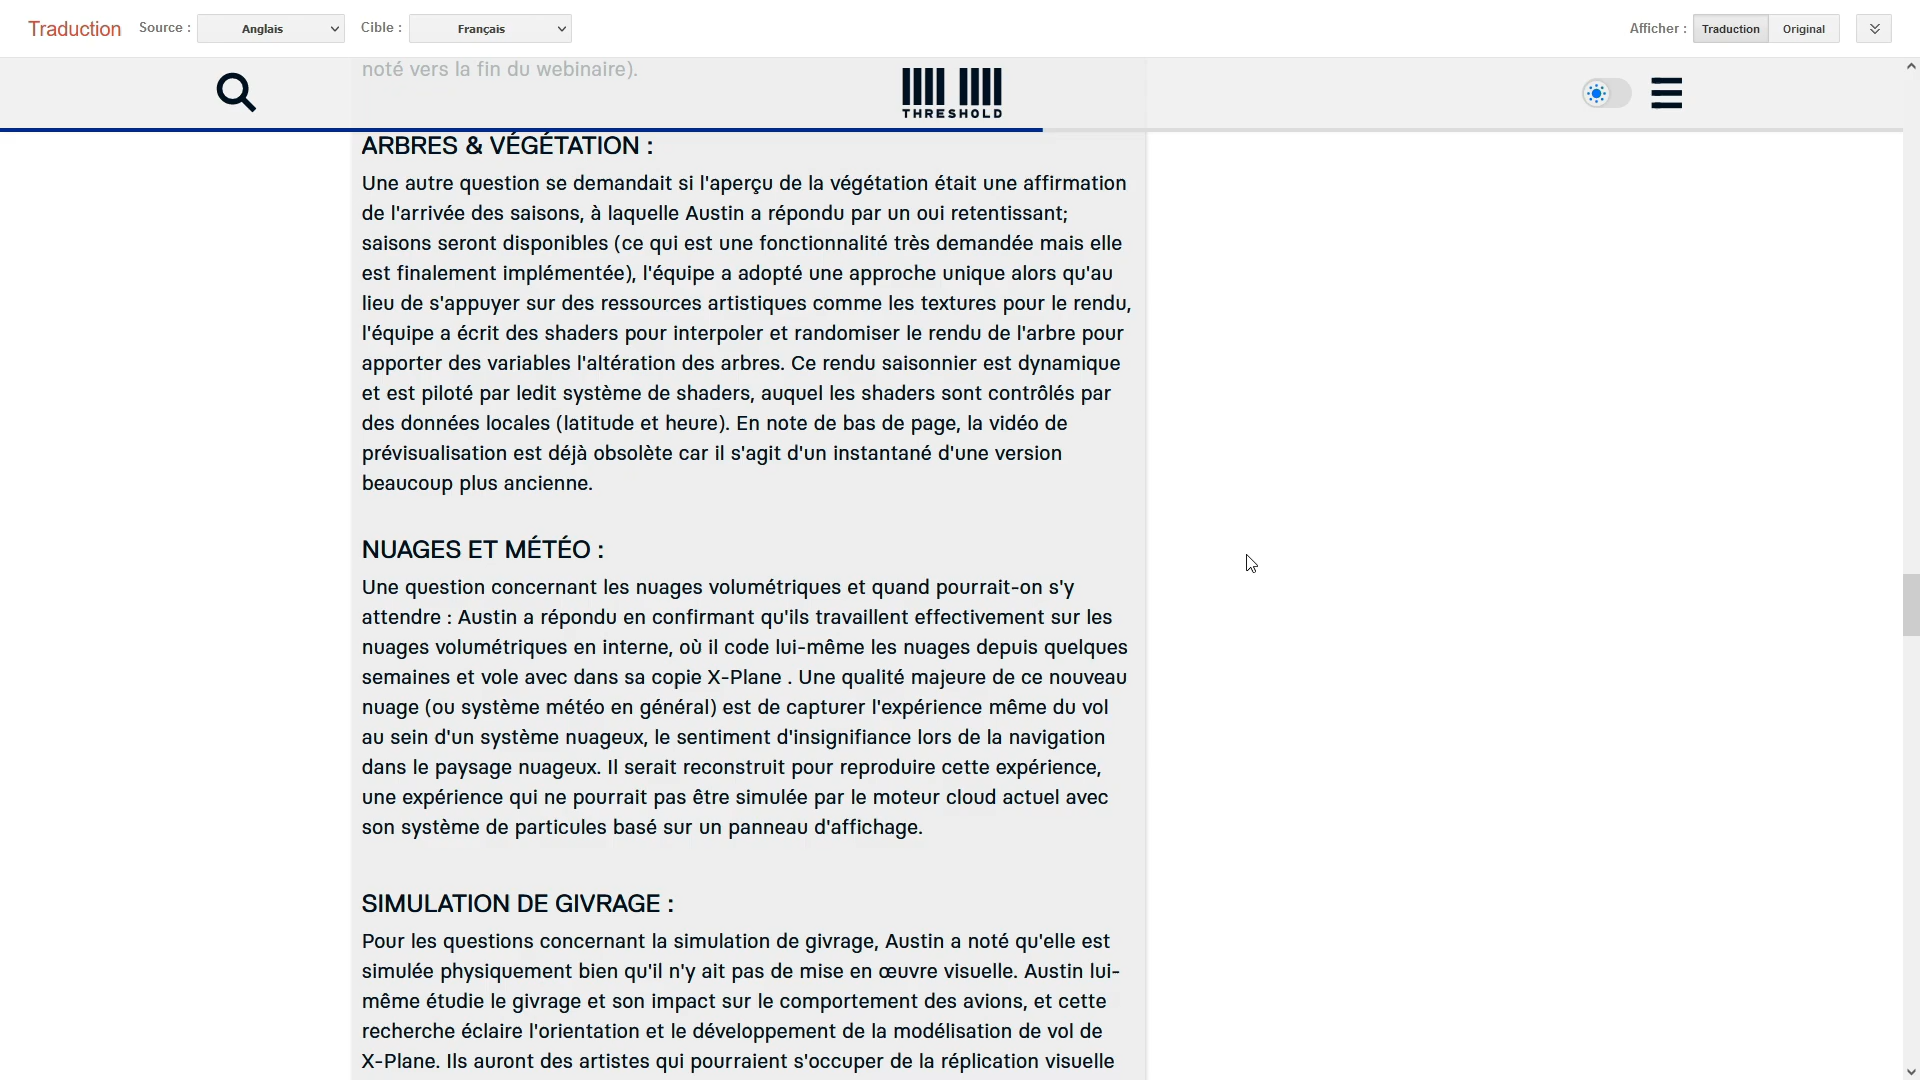 Traduction Source : Anglais Cible : Français Afficher : Traduction Original
noté vers la fin du webinaire).
THRESHOLD
ARBRES & VÉGÉTATION :
Une autre question se demandait si l'aperçu de la végétation était une affirmation
de l'arrivée des saisons, à laquelle Austin a répondu par un oui retentissant;
saisons seront disponibles (ce qui est une fonctionnalité très demandée mais elle
est finalement implémentée), l'équipe a adopté une approche unique alors qu'au
lieu de s'appuyer sur des ressources artistiques comme les textures pour le rendu,
l'équipe a écrit des shaders pour interpoler et randomiser le rendu de l'arbre pour
apporter des variables l'altération des arbres. Ce rendu saisonnier est dynamique
et est piloté par ledit système de shaders, auquel les shaders sont contrôlés par
des données locales (latitude et heure). En note de bas de page, la vidéo de
prévisualisation est déjà obsolète car il s'agit d'un instantané d'une version
beaucoup plus ancienne.
NUAGES ET MÉTÉO :
Une question concernant les nuages volumétriques et quand pourrait-on s'y
attendre : Austin a répondu en confirmant qu'ils travaillent effectivement sur les
nuages volumétriques en interne, où il code lui-même les nuages depuis quelques
semaines et vole avec dans sa copie X-Plane . Une qualité majeure de ce nouveau
nuage (ou système météo en général) est de capturer l'expérience même du vol
au sein d'un système nuageux, le sentiment d'insignifiance lors de la navigation
dans le paysage nuageux. Il serait reconstruit pour reproduire cette expérience,
une expérience qui ne pourrait pas être simulée par le moteur cloud actuel avec
son système de particules basé sur un panneau d'affichage.
SIMULATION DE GIVRAGE :
Pour les questions concernant la simulation de givrage, Austin a noté qu'elle est
simulée physiquement bien qu'il n'y ait pas de mise en œuvre visuelle. Austin lui-
même étudie le givrage et son impact sur le comportement des avions, et cette
recherche éclaire l'orientation et le développement de la modélisation de vol de
X-Plane. Ils auront des artistes qui pourraient s'occuper de la réplication visuelle